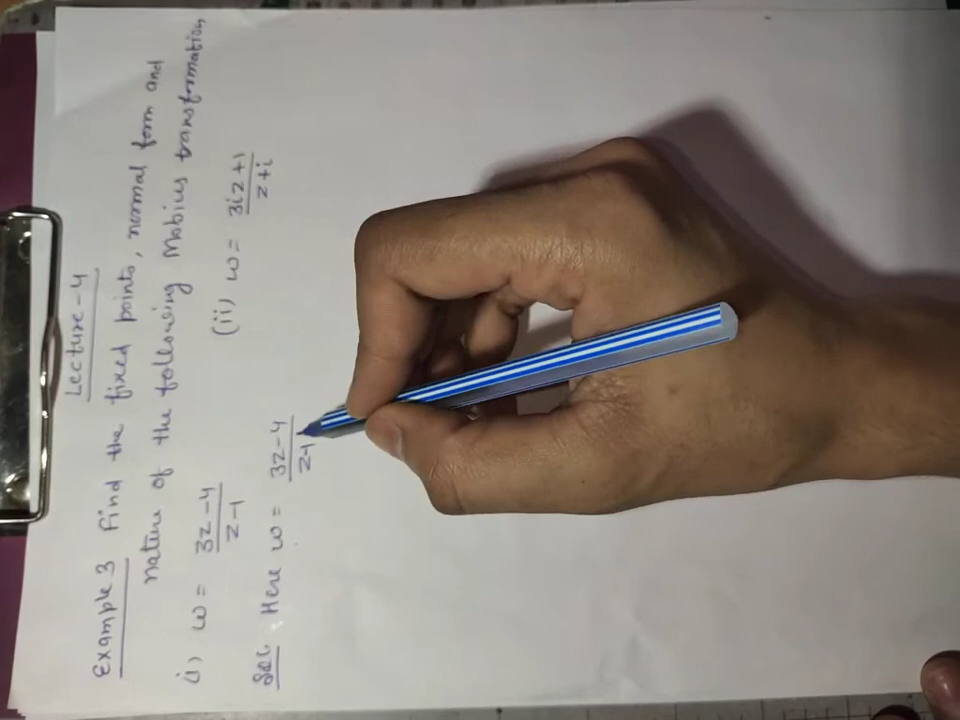 Lecture-4
Example 3 Find the fixed points, normal form and
nature of the following Mobius transformation,
(i) w = 3z-4/z-1 (ii) w = 3iz+1/z+i
Sol. Here w = 3z-4/z-1